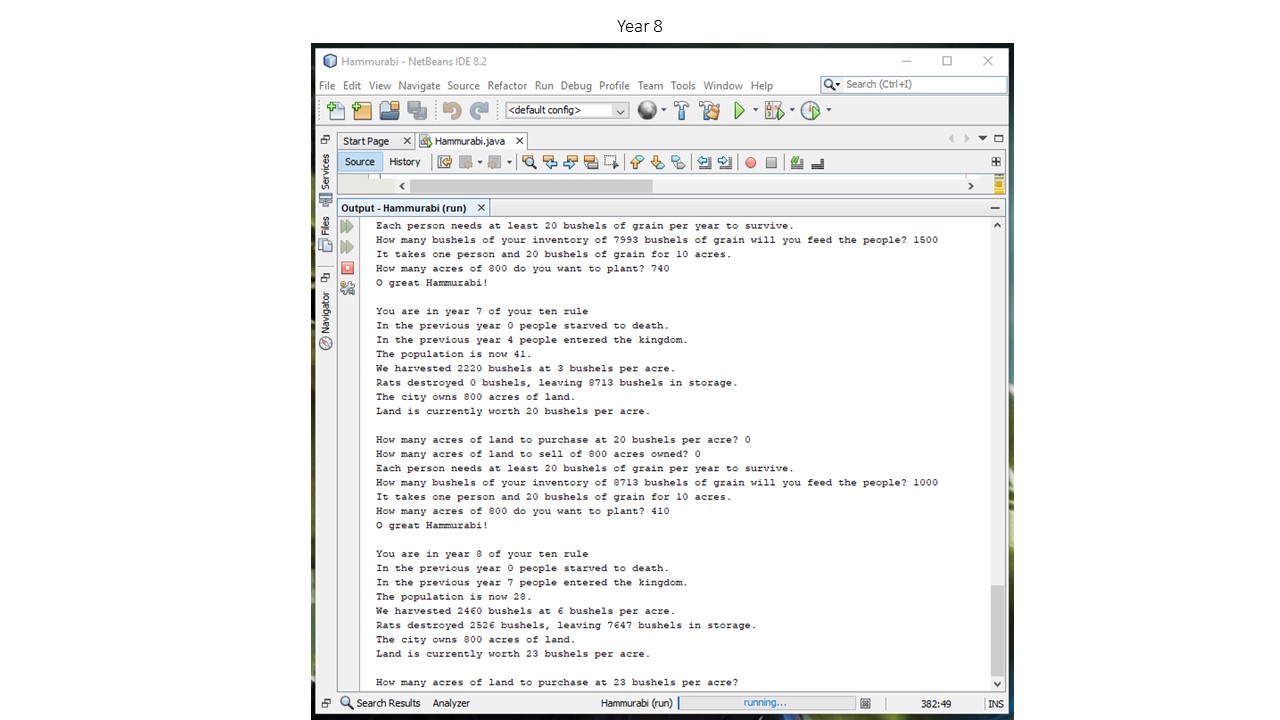 Year 8
Hammurabi - NetBeans IDE 8.2
File Edit View Navigate Source Refactor Run Debug Profile Team Tools Window Help
Search (Ctrl+I)
<default config>
Start Page
Hammurabi.java
Source History
Services
Files
Navigator
Output - Hammurabi (run)
Each person needs at least 20 bushels of grain per year to survive.
How many bushels of your inventory of 7993 bushels of grain will you feed the people? 1500
It takes one person and 20 bushels of grain for 10 acres.
How many acres of 800 do you want to plant? 740
O great Hammurabi!
You are in year 7 of your ten rule
In the previous year 0 people starved to death.
In the previous year 4 people entered the kingdom.
The population is now 41.
We harvested 2220 bushels at 3 bushels per acre.
Rats destroyed 0 bushels, leaving 8713 bushels in storage.
The city owns 800 acres of land.
Land is currently worth 20 bushels per acre.
How many acres of land to purchase at 20 bushels per acre? 0
How many acres of land to sell of 800 acres owned? 0
Each person needs at least 20 bushels of grain per year to survive.
How many bushels of your inventory of 8713 bushels of grain will you feed the people? 1000
It takes one person and 20 bushels of grain for 10 acres.
How many acres of 800 do you want to plant? 410
O great Hammurabi!
You are in year 8 of your ten rule
In the previous year 0 people starved to death.
In the previous year 7 people entered the kingdom.
The population is now 28.
We harvested 2460 bushels at 6 bushels per acre.
Rats destroyed 2526 bushels, leaving 7647 bushels in storage.
The city owns 800 acres of land.
Land is currently worth 23 bushels per acre.
How many acres of land to purchase at 23 bushels per acre?
Search Results Analyzer Hammurabi (run) running... 382:49 INS